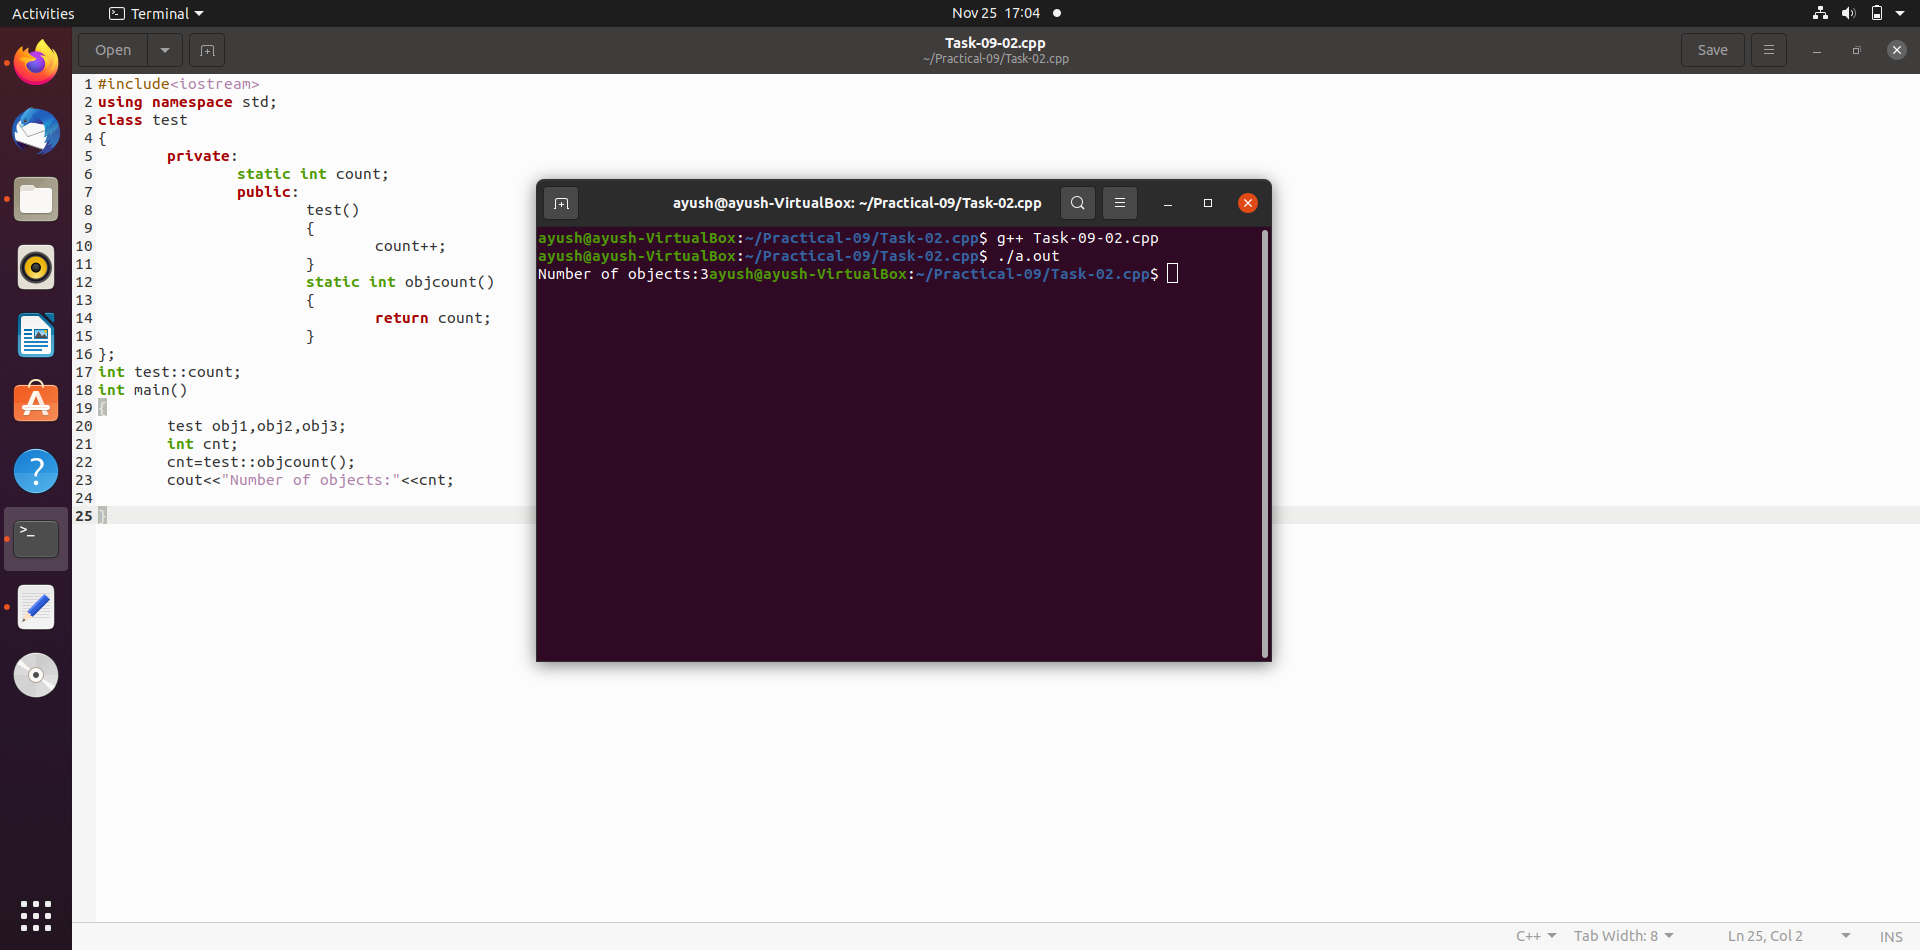 Activities Terminal Nov 25 17:04
Open Task-09-02.cpp Save
~/Practical-09/Task-02.cpp
1 #include<iostream>
2 using namespace std;
3 class test
4 {
5 private:
6 static int count;
7 public:
8 test()
9 {
10 count++;
11 }
12 static int objcount()
13 {
14 return count;
15 }
16 };
17 int test::count;
18 int main()
19 {
20 test obj1,obj2,obj3;
21 int cnt;
22 cnt=test::objcount();
23 cout<<"Number of objects:"<<cnt;
24
25 }
ayush@ayush-VirtualBox: ~/Practical-09/Task-02.cpp
ayush@ayush-VirtualBox:~/Practical-09/Task-02.cpp$ g++ Task-09-02.cpp
ayush@ayush-VirtualBox:~/Practical-09/Task-02.cpp$ ./a.out
Number of objects:3ayush@ayush-VirtualBox:~/Practical-09/Task-02.cpp$
C++ Tab Width: 8 Ln 25, Col 2 INS